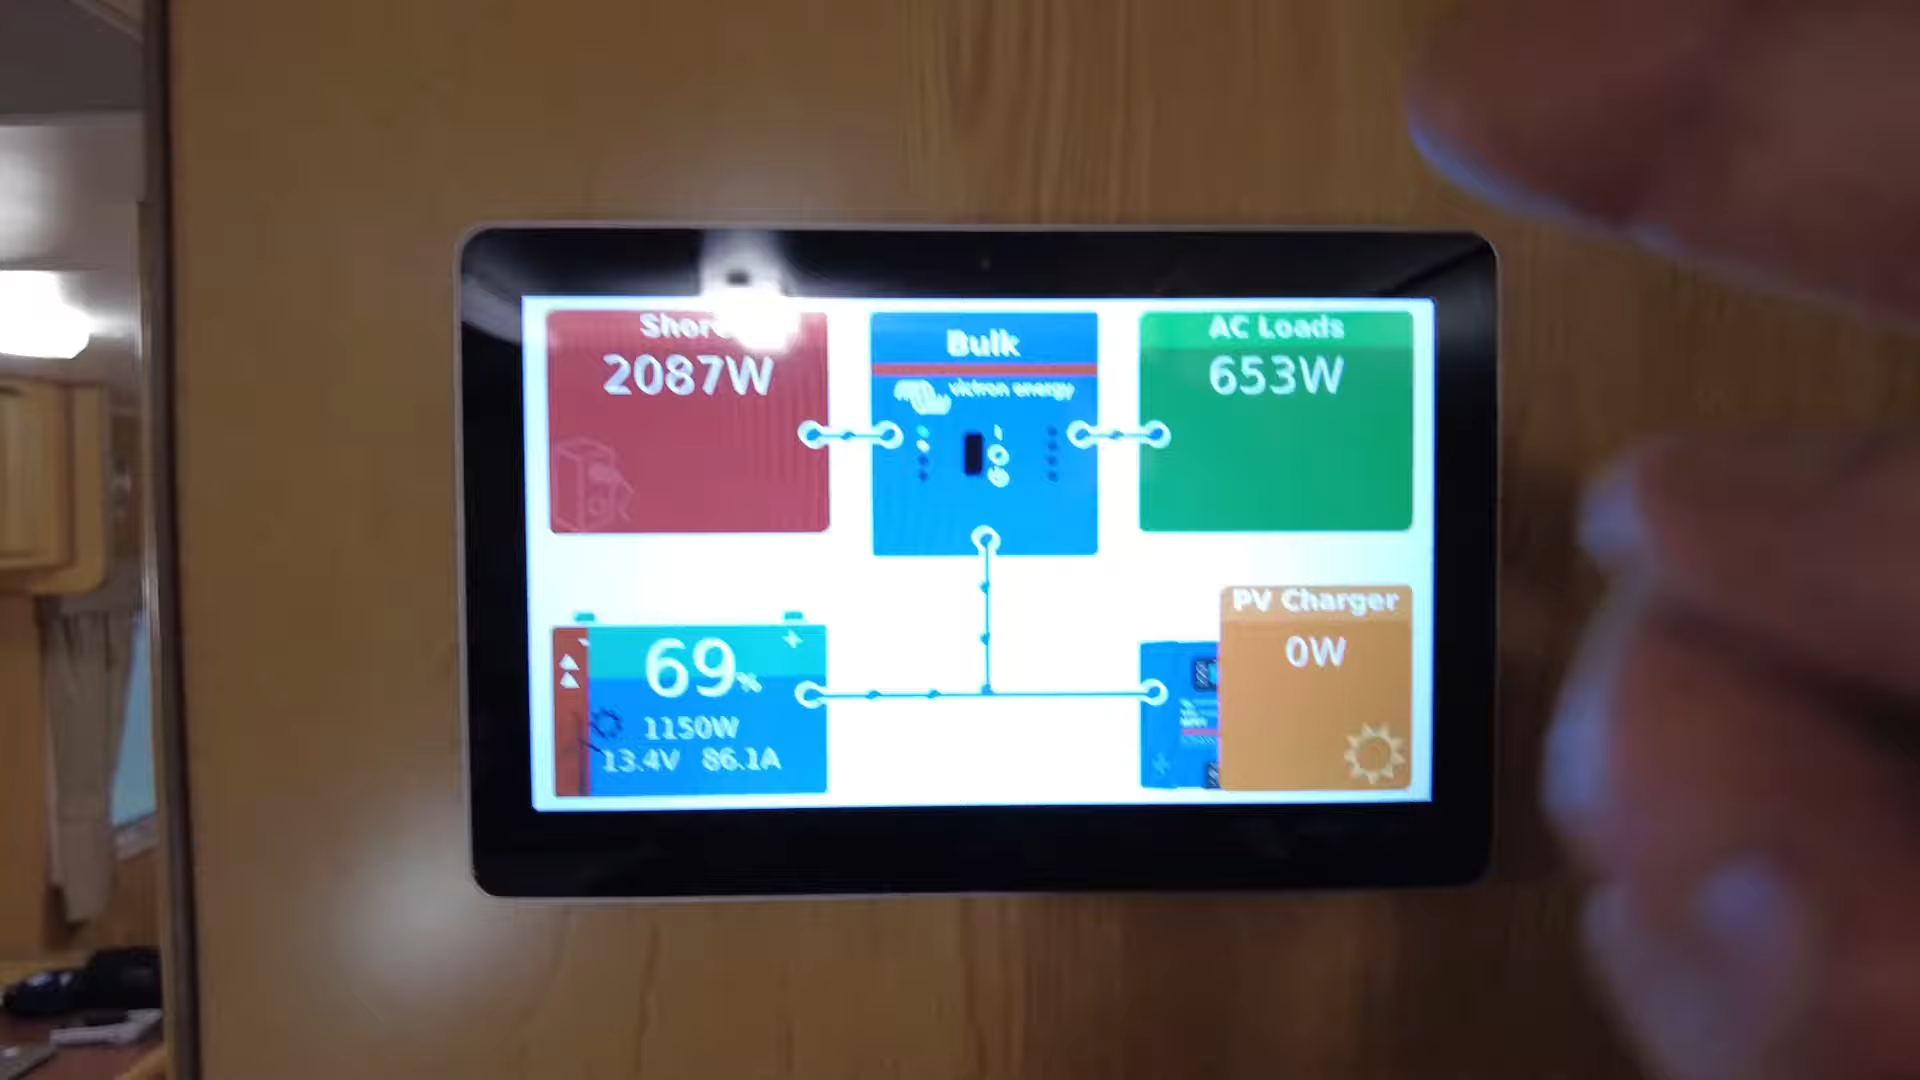 2087W
Bulk
victron energy
AC Loads
653W
69%
1150W
13.4V 86.1A
PV Charger
0W